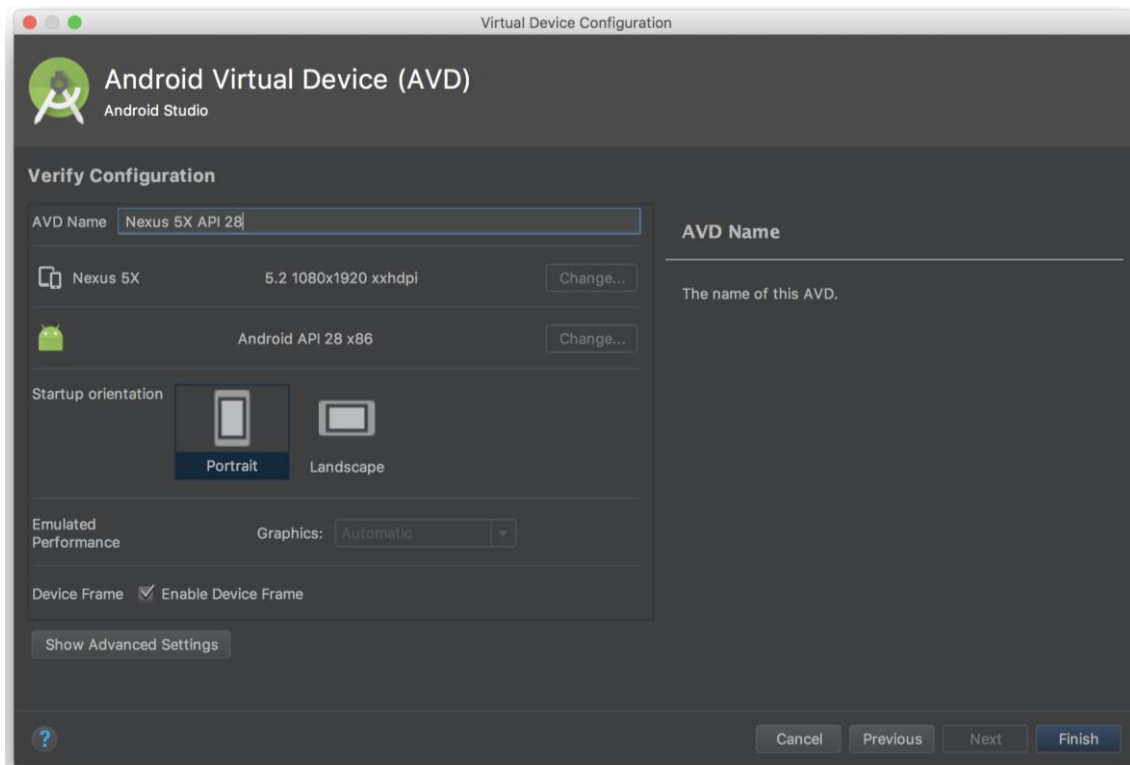 Virtual Device Configuration
Android Virtual Device (AVD)
Android Studio
Verify Configuration
AVD Name Nexus 5X API 28
Nexus 5X 5.2 1080x1920 xxhdpi Change...
Android API 28 x86 Change...
Startup orientation
Portrait Landscape
Emulated
Performance
Graphics: Automatic
Device Frame Enable Device Frame
Show Advanced Settings
AVD Name
The name of this AVD.
?
Cancel Previous Next Finish